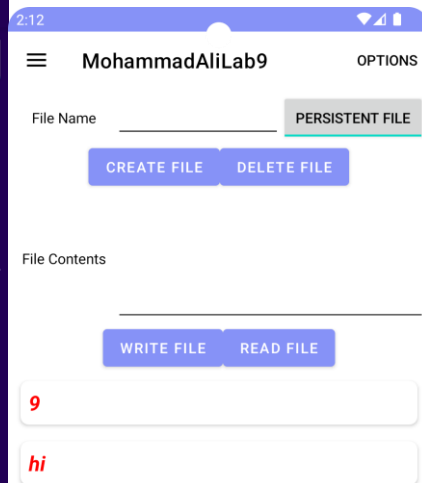 2:12
MohammadAliLab9 OPTIONS
File Name PERSISTENT FILE
CREATE FILE DELETE FILE
File Contents
WRITE FILE READ FILE
9
hi